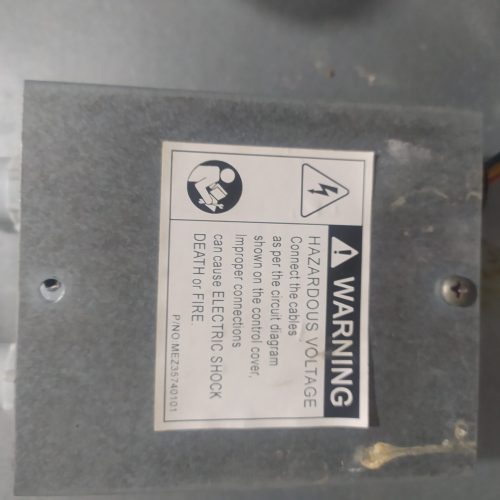 WARNING
HAZARDOUS VOLTAGE
Connect the cables
as per the circuit diagram
shown on the control cover,
Improper connections
can cause ELECTRIC SHOCK
DEATH or FIRE.
P/NO.MEZ35740101